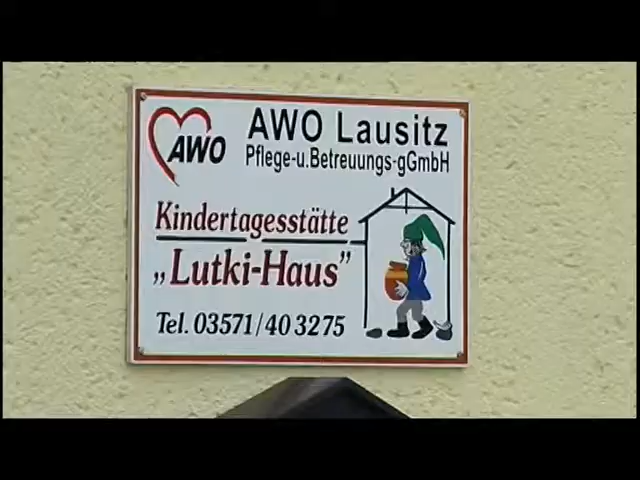 AWO
AWO Lausitz
Pflege-u.Betreuungs-gGmbH
Kindertagesstätte
„Lutki-Haus”
Tel. 03571/40 3275